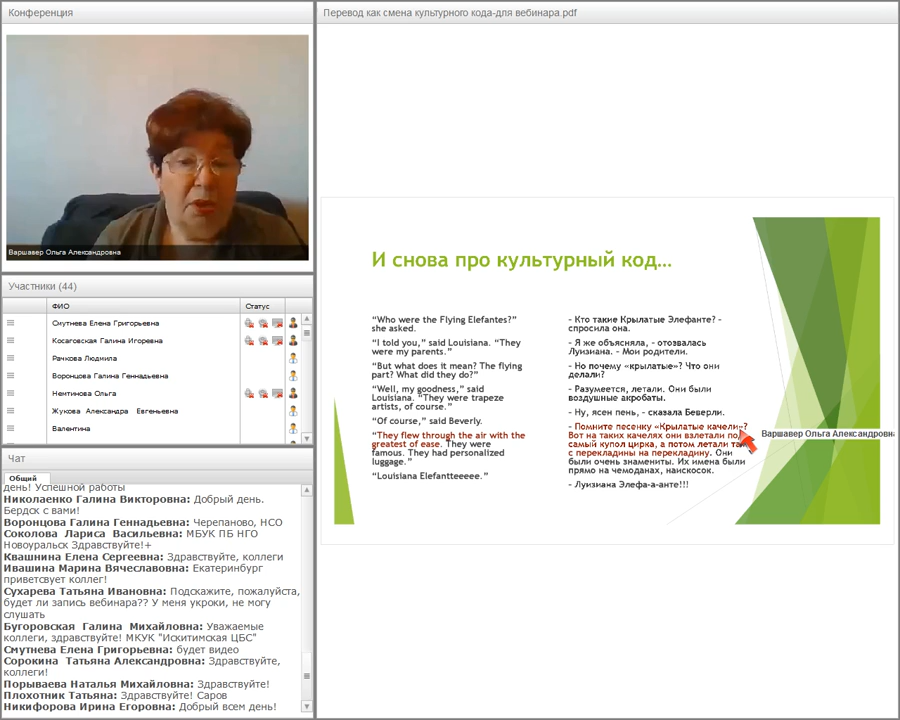 Конференция
Варшавер Ольга Александровна
Участники (44)
ФИО
Статус
Смутнева Елена Григорьевна
Косаговская Галина Игоревна
Рачкова Людмила
Воронцова Галина Геннадьевна
Немтинова Ольга
Жукова Александра Евгеньевна
Валентина
Чат
Общий
день! Успешной работы
Николаенко Галина Викторовна: Добрый день.
Бердск с вами!
Воронцова Галина Геннадьевна: Черепаново, НСО
Соколова Лариса Васильевна: МБУК ПБ НГО
Новоуральск Здравствуйте!+
Квашнина Елена Сергеевна: Здравствуйте, коллеги
Ивашина Марина Вячеславовна: Екатеринбург
приветсвует коллег!
Сухарева Татьяна Ивановна: Подскажите, пожалуйста,
будет ли запись вебинара?? У меня укроки, не могу
слушать
Бугоровская Галина Михайловна: Уважаемые
коллеги, здравствуйте! МКУК "Искитимская ЦБС"
Смутнева Елена Григорьевна: будет видео
Сорокина Татьяна Александровна: Здравствуйте,
коллеги!
Порываева Наталья Михайловна: Здравствуйте!
Плохотник Татьяна: Здравствуйте! Саров
Никифорова Ирина Егоровна: Добрый всем день!
Перевод как смена культурного кода-для вебинара.pdf
И снова про культурный код...
“Who were the Flying Elefantes?”
she asked.
“I told you,” said Louisiana. “They
were my parents.”
“But what does it mean? The flying
part? What did they do?”
“Well, my goodness,” said
Louisiana. “They were trapeze
artists, of course.”
“Of course,” said Beverly.
“They flew through the air with the
greatest of ease. They were
famous. They had personalized
luggage.”
“Louisiana Elefantteeeee.”
- Кто такие Крылатые Элефанте? -
спросила она.
- Я же объясняла, - отозвалась
Луизиана. - Мои родители.
- Но почему «крылатые»? Что они
делали?
- Разумеется, летали. Они были
воздушные акробаты.
- Ну, ясен пень, - сказала Беверли.
- Помните песенку «Крылатые качели»?
Вот на таких качелях они взлетали под
самый купол цирка, а потом летали там
с перекладины на перекладину. Они
были очень знамениты. Их имена были
прямо на чемоданах, наискосок.
- Луизиана Элефа-а-анте!!!
Варшавер Ольга Александровна